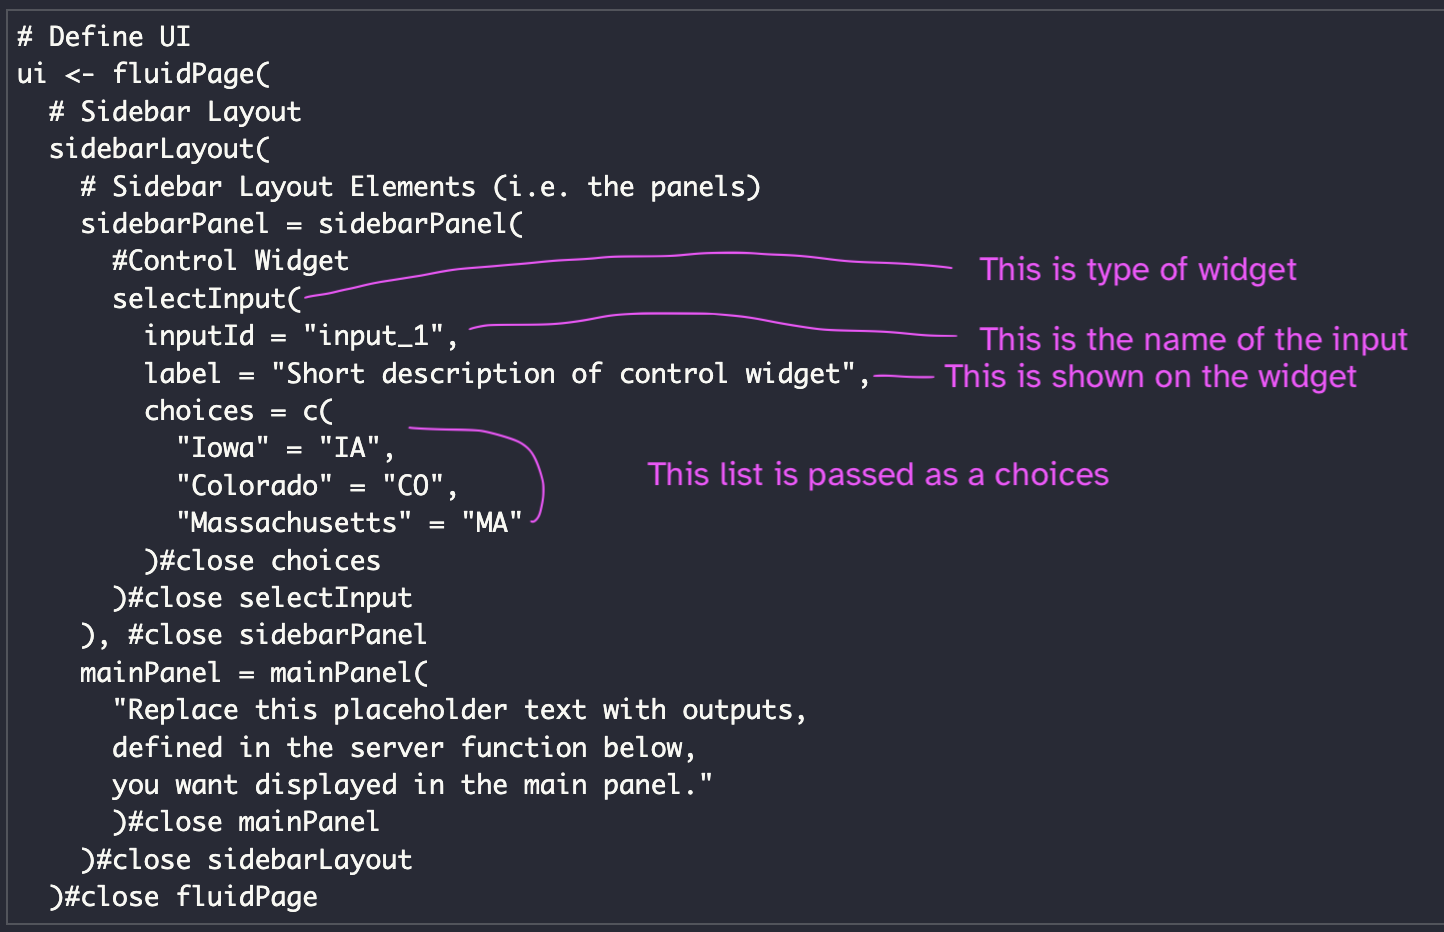 # Define UI
ui <- fluidPage(
# Sidebar Layout
sidebarLayout(
# Sidebar Layout Elements (i.e. the panels)
sidebarPanel = sidebarPanel(
#Control Widget
This is type of widget
selectInput(
inputId = "input_1",
This is the name of the input
label = "Short description of control widget",
This is shown on the widget
choices = c(
"Iowa" = "IA",
This list is passed as a choices
"Colorado" = "CO",
"Massachusetts" = "MA"
)#close choices
)#close selectInput
), #close sidebarPanel
mainPanel = mainPanel(
"Replace this placeholder text with outputs,
defined in the server function below,
you want displayed in the main panel."
)#close mainPanel
)#close sidebarLayout
)#close fluidPage